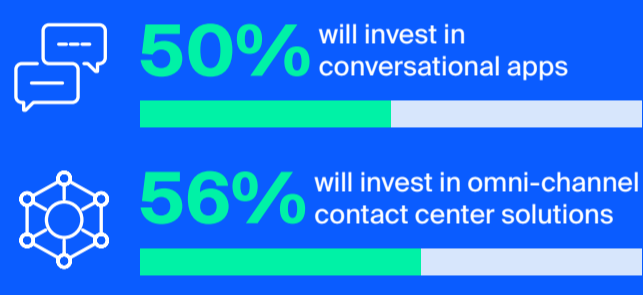 50% will invest in
conversational apps
56% will invest in omni-channel
contact center solutions